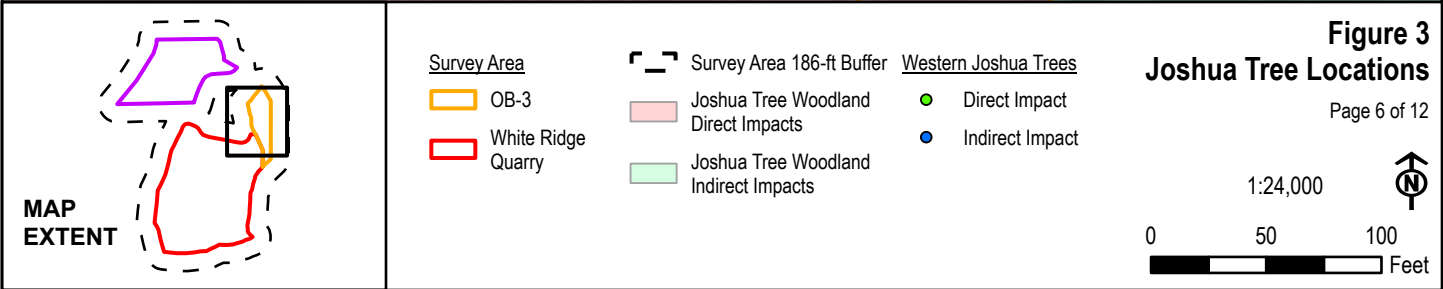 MAP
EXTENT
Survey Area
OB-3
White Ridge
Quarry
Survey Area 186-ft Buffer
Joshua Tree Woodland
Direct Impacts
Joshua Tree Woodland
Indirect Impacts
Western Joshua Trees
Direct Impact
Indirect Impact
Figure 3
Joshua Tree Locations
Page 6 of 12
1:24,000
N
0 50 100
Feet